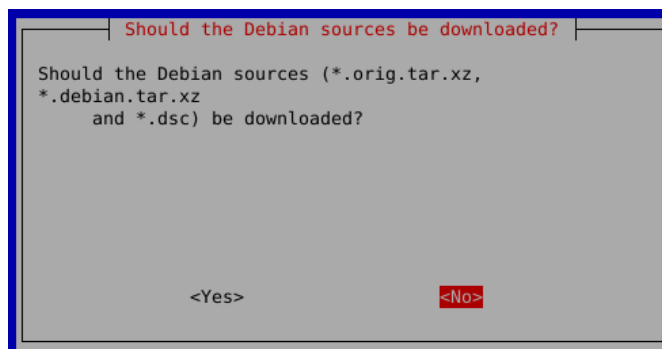 Should the Debian sources be downloaded?
Should the Debian sources (*.orig.tar.xz,
*.debian.tar.xz
and *.dsc) be downloaded?
<Yes> <No>